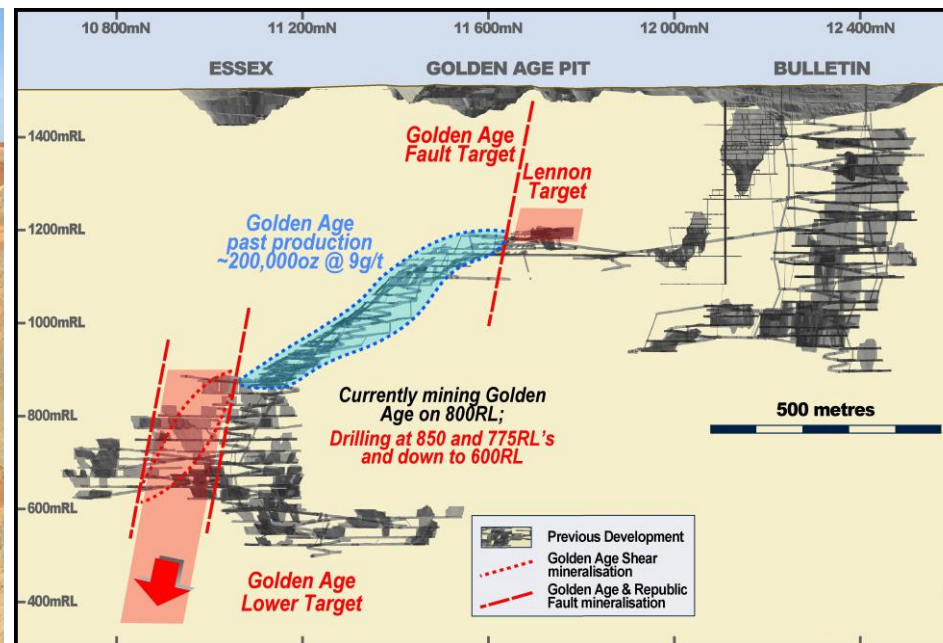 10 800mN 11 200mN 11 600mN 12 000mN 12 400mN
ESSEX GOLDEN AGE PIT BULLETIN
1400mRL
Golden Age
Fault Target
Lennon
Target
1200mRL
Golden Age
past production
~200,000oz @ 9g/t
1000mRL
Currently mining Golden
Age on 800RL;
Drilling at 850 and 775RL's
and down to 600RL
500 metres
800mRL
600mRL
Previous Development
Golden Age Shear
mineralisation
Golden Age & Republic
Fault mineralisation
Golden Age
Lower Target
400mRL